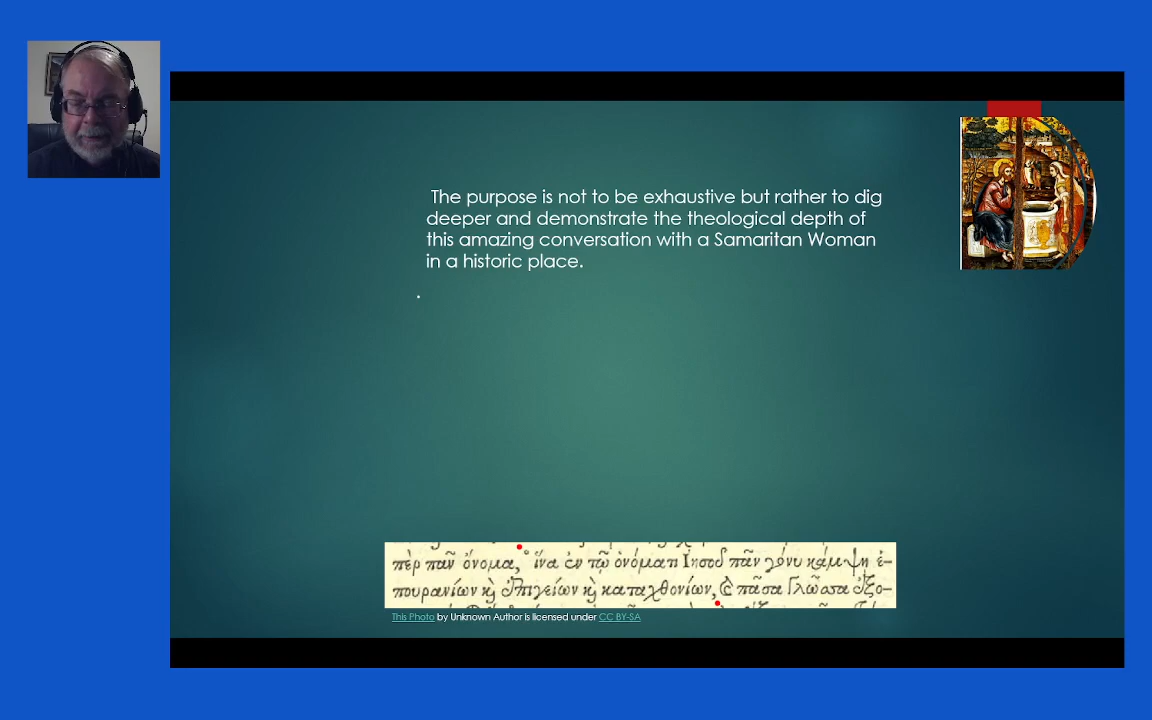 The purpose is not to be exhaustive but rather to dig
deeper and demonstrate the theological depth of
this amazing conversation with a Samaritan Woman
in a historic place.
.
πὲρ πᾶν ὄνομα, ἵνα ἐν τῷ ὀνόματι Ἰησοῦ πᾶν γόνυ κάμψῃ ἐ–
πουρανίων κ̀ ἐπιγείων κ̀ καταχθονίων, κ̀ πᾶσα γλῶσσα ἐξο–
This Photo by Unknown Author is licensed under CC BY-SA